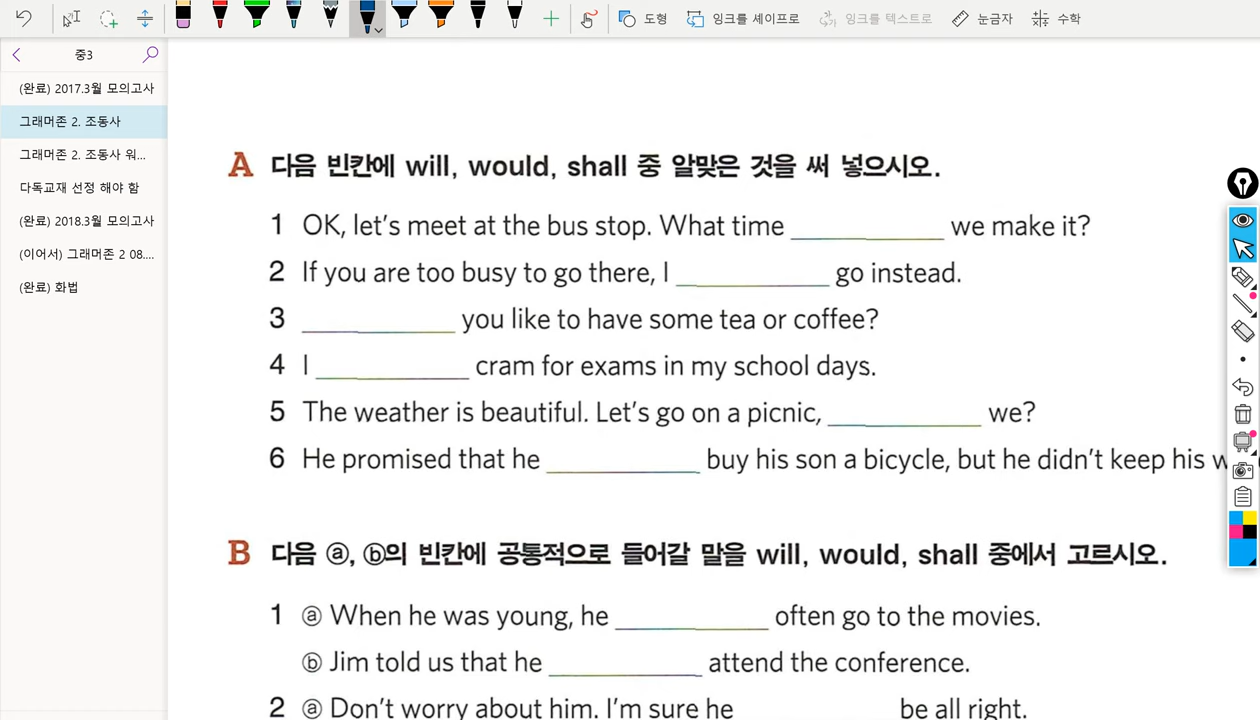 도형 잉크를 셰이프로 잉크를 텍스트로 눈금자 수학
중3
(완료) 2017.3월 모의고사
그래머존 2. 조동사
그래머존 2. 조동사 워...
다독교재 선정 해야 함
(완료) 2018.3월 모의고사
(이어서) 그래머존 2 08....
(완료) 화법
A 다음 빈칸에 will, would, shall 중 알맞은 것을 써 넣으시오.
1 OK, let's meet at the bus stop. What time __________ we make it?
2 If you are too busy to go there, I __________ go instead.
3 __________ you like to have some tea or coffee?
4 I __________ cram for exams in my school days.
5 The weather is beautiful. Let's go on a picnic, __________ we?
6 He promised that he __________ buy his son a bicycle, but he didn't keep his w
B 다음 ⓐ, ⓑ의 빈칸에 공통적으로 들어갈 말을 will, would, shall 중에서 고르시오.
1 ⓐ When he was young, he __________ often go to the movies.
ⓑ Jim told us that he __________ attend the conference.
2 ⓐ Don't worry about him. I'm sure he __________ be all right.